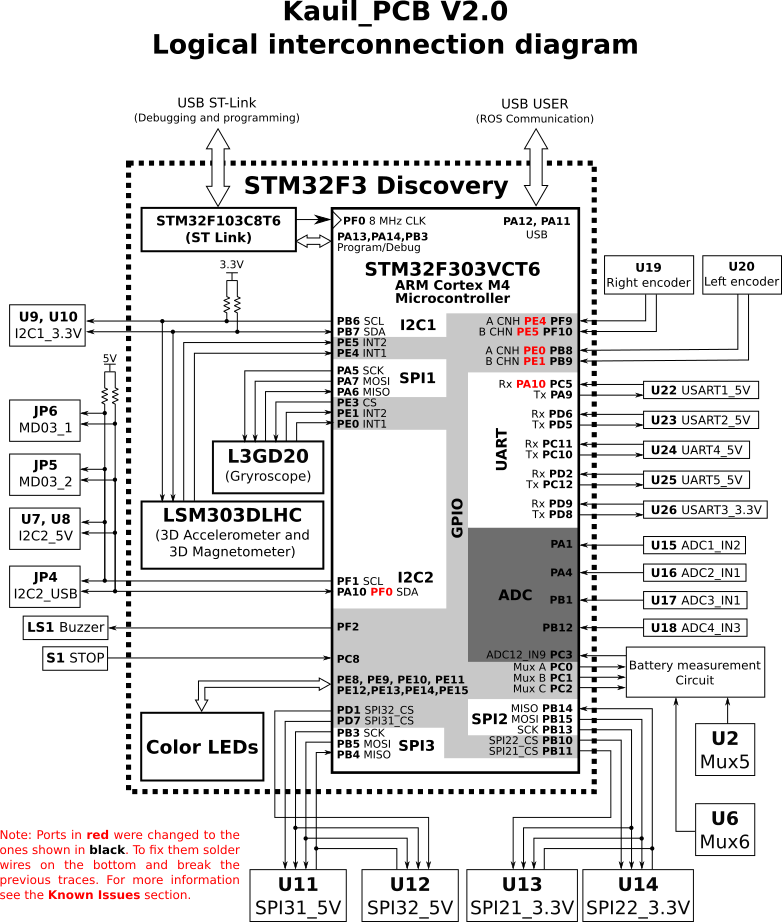 Kauil_PCB V2.0
Logical interconnection diagram
USB ST-Link
(Debugging and programming)
USB USER
(ROS Communication)
STM32F3 Discovery
STM32F103C8T6
(ST Link)
PF0 8 MHz CLK
PA13,PA14,PB3
Program/Debug
PA12, PA11
USB
STM32F303VCT6
ARM Cortex M4
Microcontroller
3.3V
U9, U10
I2C1_3.3V
PB6 SCL
PB7 SDA
I2C1
PE5 INT2
PE4 INT1
PA5 SCK
PA7 MOSI
PA6 MISO
SPI1
PE3 CS
PE1 INT2
PE0 INT1
5V
JP6
MD03_1
JP5
MD03_2
U7, U8
I2C2_5V
JP4
I2C2_USB
L3GD20
(Gryroscope)
LSM303DLHC
(3D Accelerometer and
3D Magnetometer)
PF1 SCL
PA10 PF0 SDA
I2C2
LS1 Buzzer
PF2
S1 STOP
PC8
PE8, PE9, PE10, PE11
PE12,PE13,PE14,PE15
Color LEDs
PD1 SPI32_CS
PD7 SPI31_CS
PB3 SCK
PB5 MOSI
PB4 MISO
SPI3
U19
Right encoder
U20
Left encoder
A CNH PE4 PF9
B CHN PE5 PF10
A CNH PE0 PB8
B CHN PE1 PB9
GPIO
UART
Rx PA10 PC5
Tx PA9
U22 USART1_5V
Rx PD6
Tx PD5
U23 USART2_5V
Rx PC11
Tx PC10
U24 UART4_5V
Rx PD2
Tx PC12
U25 UART5_5V
Rx PD9
Tx PD8
U26 USART3_3.3V
ADC
PA1
U15 ADC1_IN2
PA4
U16 ADC2_IN1
PB1
U17 ADC3_IN1
PB12
U18 ADC4_IN3
ADC12_IN9 PC3
Mux A PC0
Mux B PC1
Mux C PC2
Battery measurement
Circuit
SPI2
MISO PB14
MOSI PB15
SCK PB13
SPI22_CS PB10
SPI21_CS PB11
U2
Mux5
U6
Mux6
Note: Ports in red were changed to the
ones shown in black. To fix them solder
wires on the bottom and break the
previous traces. For more information
see the Known Issues section.
U11
SPI31_5V
U12
SPI32_5V
U13
SPI21_3.3V
U14
SPI22_3.3V